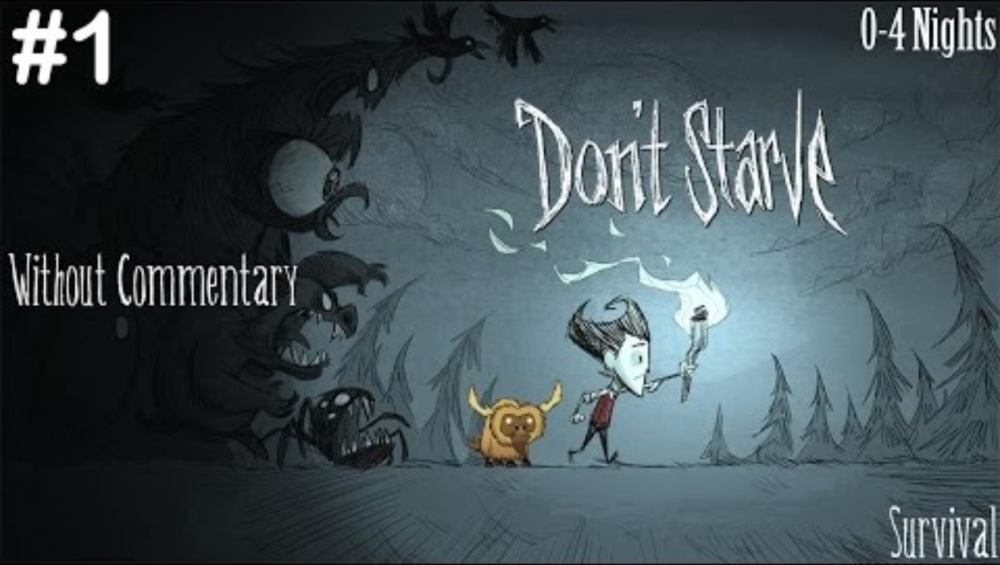 #1
0-4 Nights
Don't Starve
Without Commentary
Survival